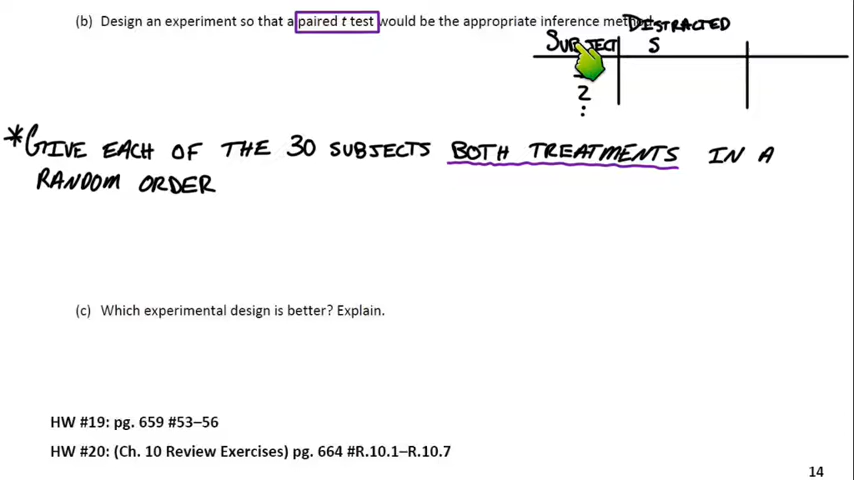 (b) Design an experiment so that a paired t test would be the appropriate inference method.
DISTRACTED
SUBJECT S
2
:
*GIVE EACH OF THE 30 SUBJECTS BOTH TREATMENTS IN A
RANDOM ORDER
(c) Which experimental design is better? Explain.
HW #19: pg. 659 #53–56
HW #20: (Ch. 10 Review Exercises) pg. 664 #R.10.1–R.10.7
14